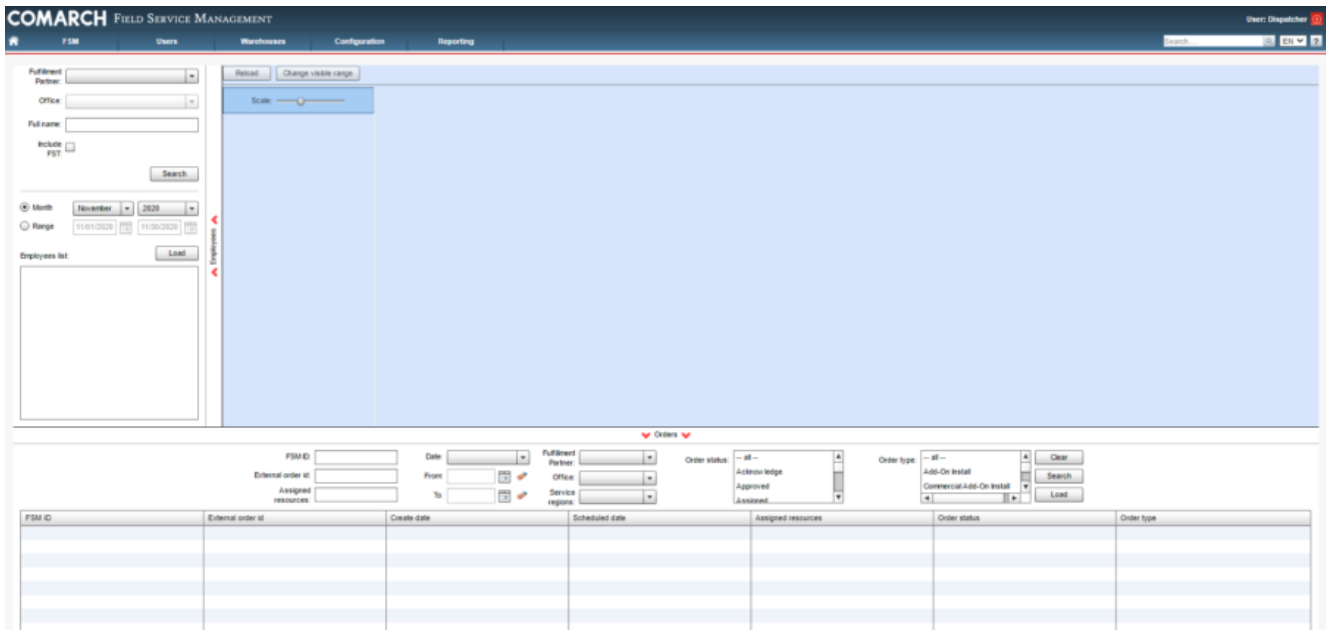 COMARCH FIELD SERVICE MANAGEMENT
User: Dispatcher
FSM Users Warehouses Configuration Reporting
Search... EN ?
Fulfillment Partner:
Office:
Full name:
Include FST:
Search
Month November 2020
Range 11/01/2020 11/30/2020
Employees list:
Load
Employees
Reload Change visible range
Scale:
Orders
FSM ID:
External order id:
Assigned resources:
Date:
From:
To:
Fulfillment Partner:
Office:
Service regions:
Order status:
-- all --
Acknowledge
Approved
Assigned
Order type:
-- all --
Add-On Install
Commercial Add-On Install
Clear
Search
Load
FSM ID External order id Create date Scheduled date Assigned resources Order status Order type